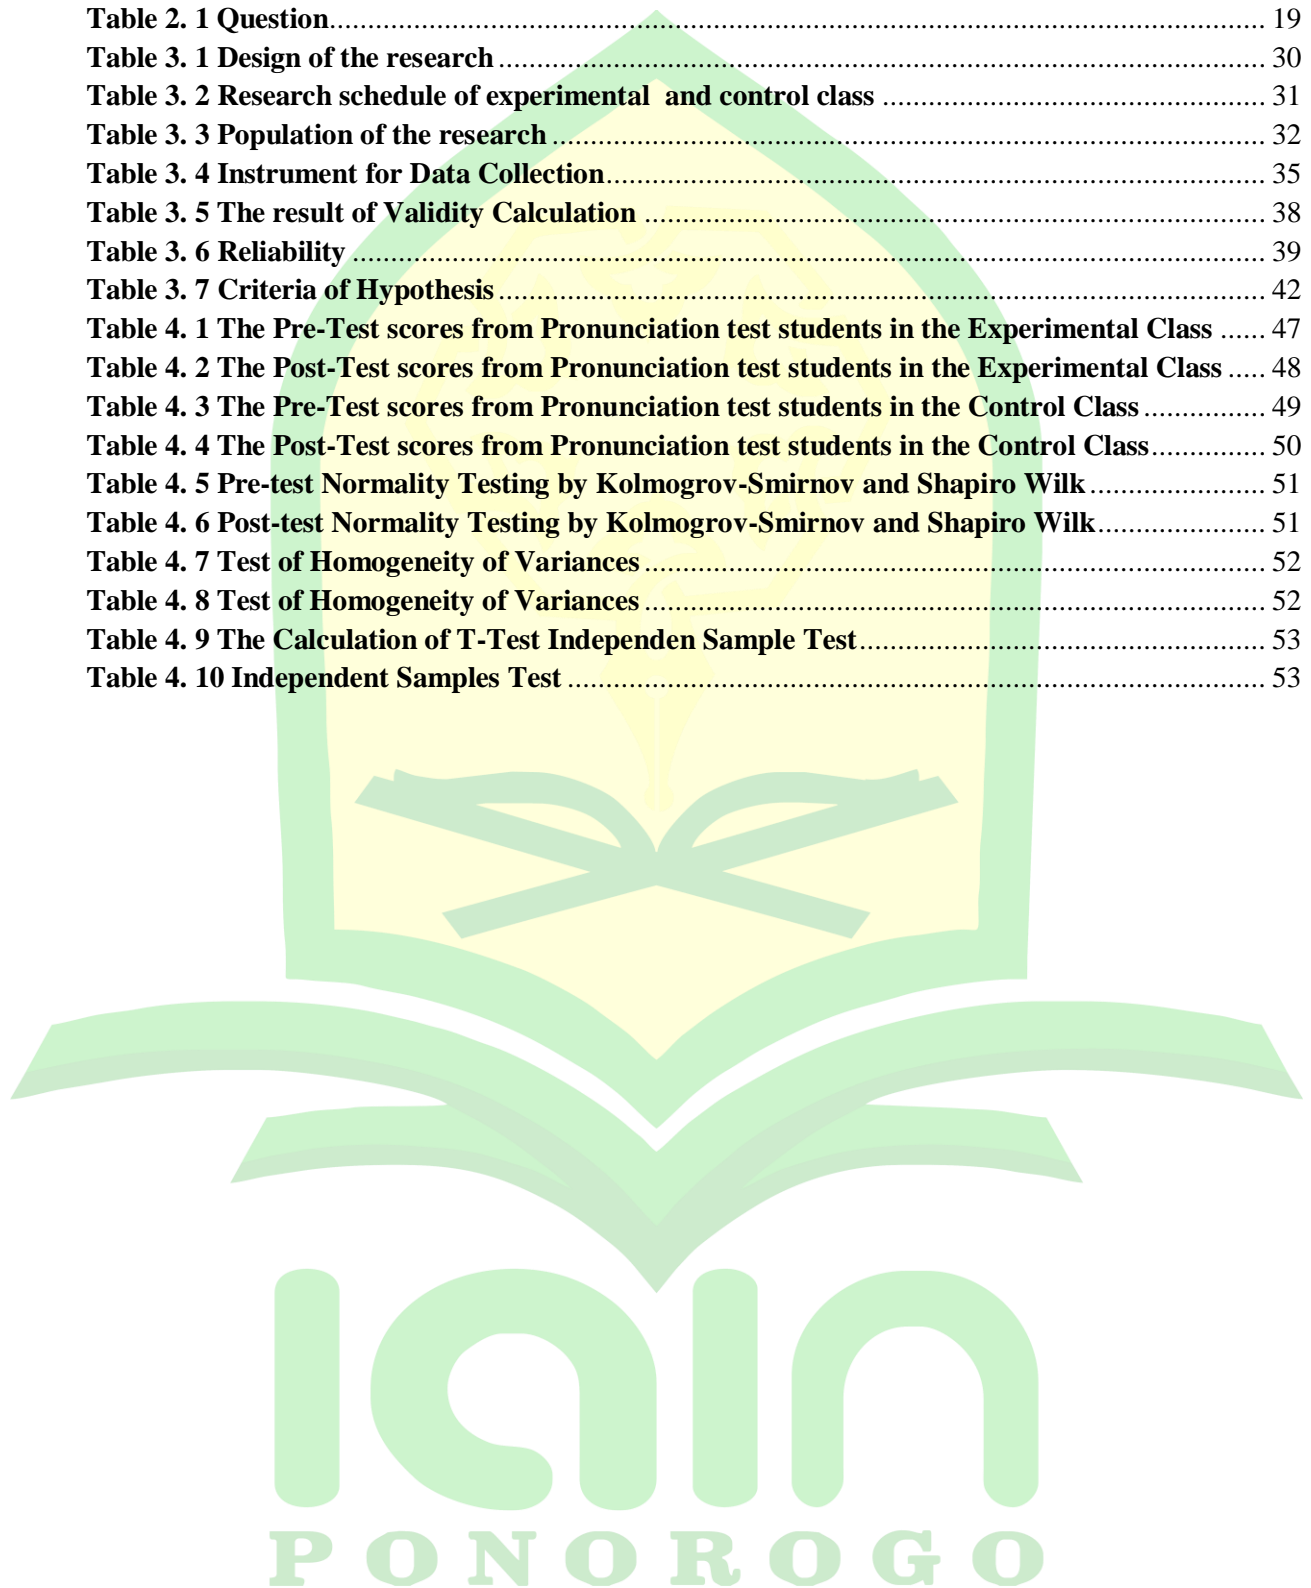 Table 2. 1 Question.......................................................................................................................... 19
Table 3. 1 Design of the research .................................................................................................. 30
Table 3. 2 Research schedule of experimental  and control class ................................................. 31
Table 3. 3 Population of the research ............................................................................................ 32
Table 3. 4 Instrument for Data Collection..................................................................................... 35
Table 3. 5 The result of Validity Calculation ................................................................................ 38
Table 3. 6 Reliability ..................................................................................................................... 39
Table 3. 7 Criteria of Hypothesis .................................................................................................. 42
Table 4. 1 The Pre-Test scores from Pronunciation test students in the Experimental Class ...... 47
Table 4. 2 The Post-Test scores from Pronunciation test students in the Experimental Class ..... 48
Table 4. 3 The Pre-Test scores from Pronunciation test students in the Control Class ................ 49
Table 4. 4 The Post-Test scores from Pronunciation test students in the Control Class............... 50
Table 4. 5 Pre-test Normality Testing by Kolmogrov-Smirnov and Shapiro Wilk ....................... 51
Table 4. 6 Post-test Normality Testing by Kolmogrov-Smirnov and Shapiro Wilk...................... 51
Table 4. 7 Test of Homogeneity of Variances ............................................................................... 52
Table 4. 8 Test of Homogeneity of Variances ............................................................................... 52
Table 4. 9 The Calculation of T-Test Independen Sample Test..................................................... 53
Table 4. 10 Independent Samples Test .......................................................................................... 53
IAIN
PONOROGO